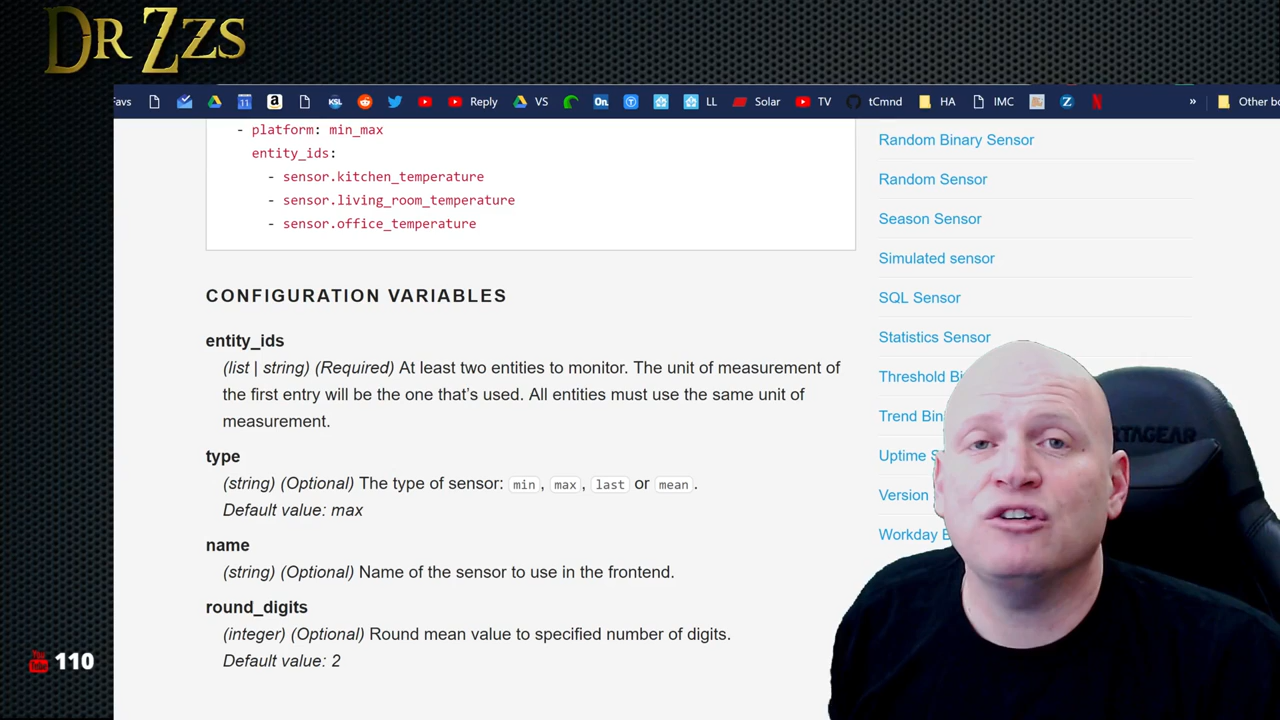 DR ZZS
Favs
11
Reply
VS
On
LL
Solar
TV
tCmnd
HA
IMC
Z
N
»
Other bo
- platform: min_max
entity_ids:
- sensor.kitchen_temperature
- sensor.living_room_temperature
- sensor.office_temperature
CONFIGURATION VARIABLES
entity_ids
(list | string) (Required) At least two entities to monitor. The unit of measurement of
the first entry will be the one that’s used. All entities must use the same unit of
measurement.
type
(string) (Optional) The type of sensor: min, max, last or mean.
Default value: max
name
(string) (Optional) Name of the sensor to use in the frontend.
round_digits
(integer) (Optional) Round mean value to specified number of digits.
Default value: 2
Random Binary Sensor
Random Sensor
Season Sensor
Simulated sensor
SQL Sensor
Statistics Sensor
Threshold Bi
Trend Bin
Uptime S
Version
Workday B
RTAGEAR
You
Tube
110